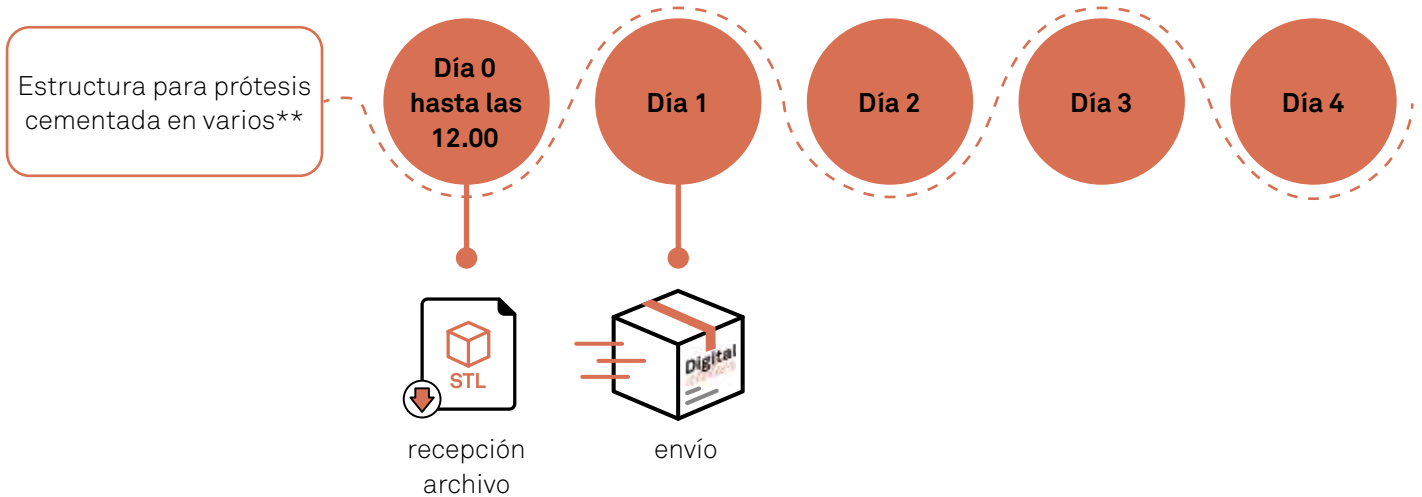 Estructura para prótesis
cementada en varios**
Día 0
hasta las
12.00
Día 1
Día 2
Día 3
Día 4
STL
Digital
recepción
archivo
envío